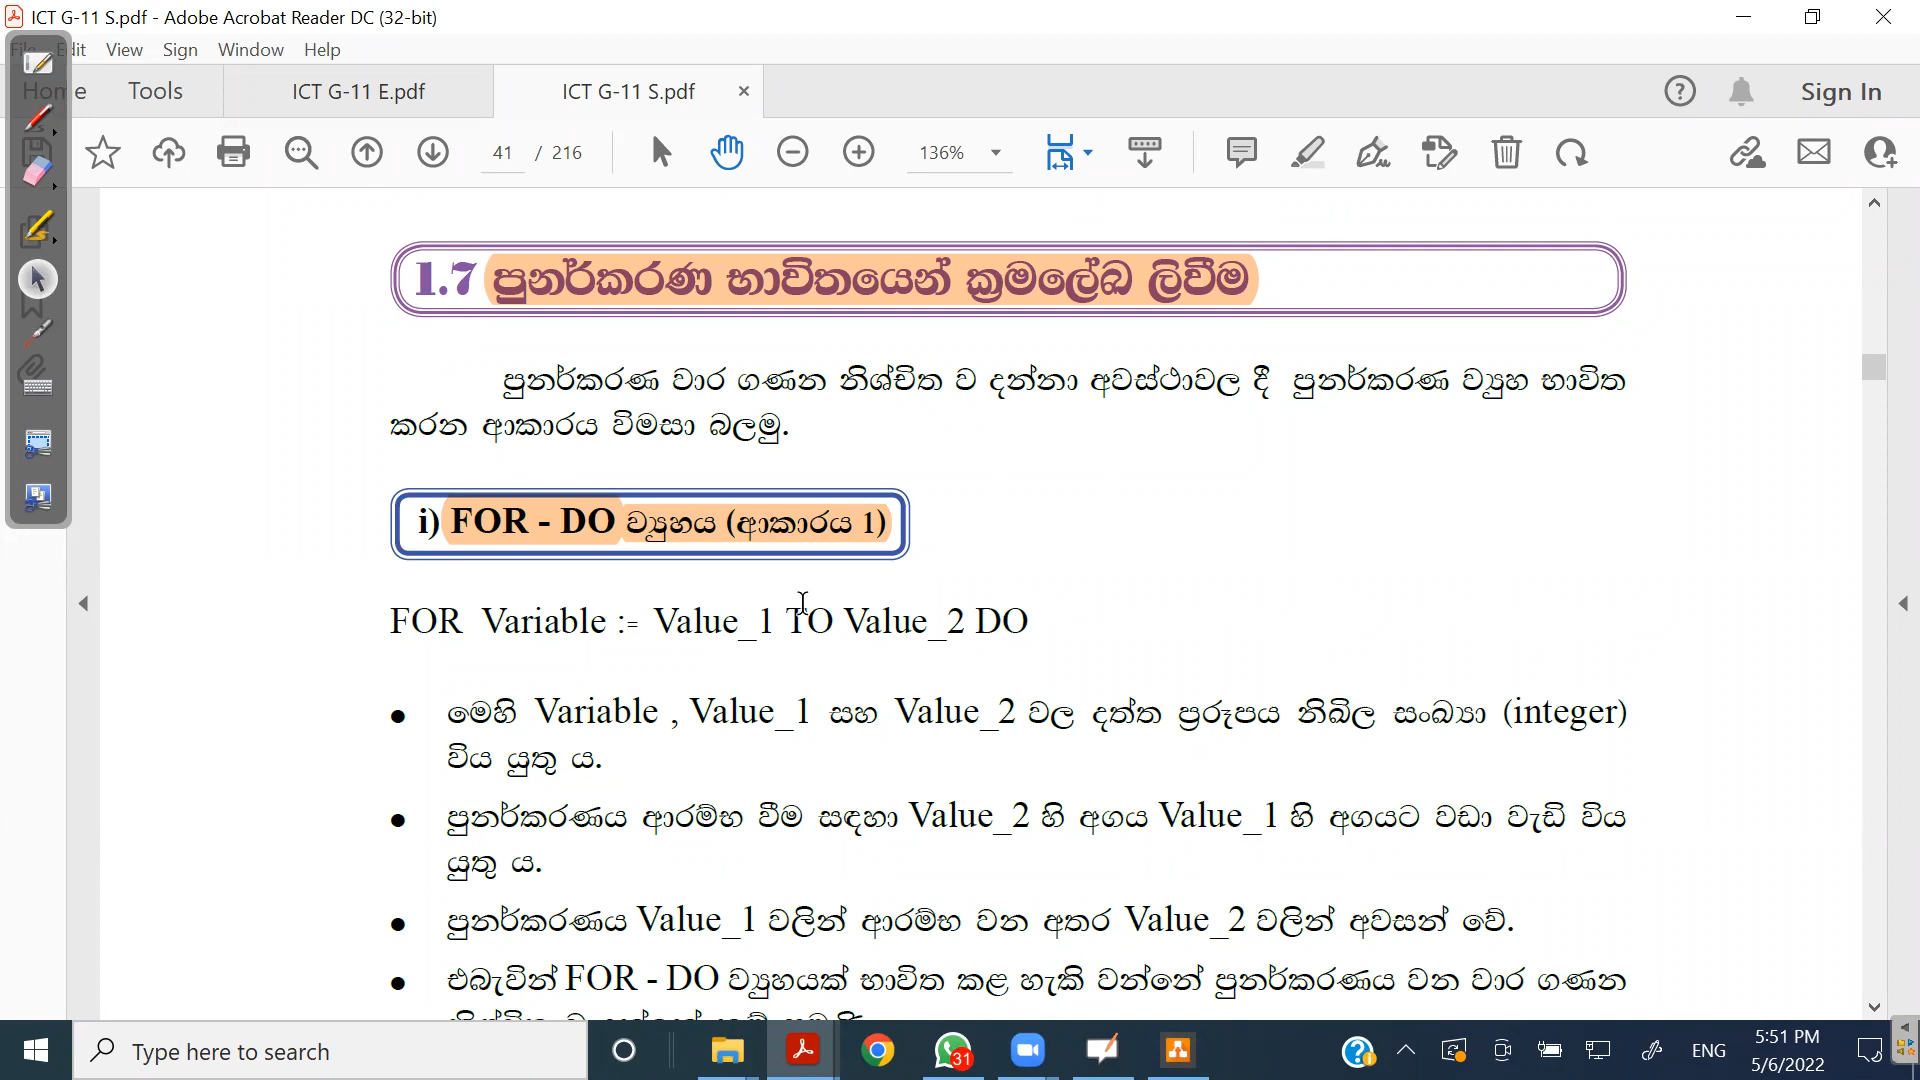 ICT G-11 S.pdf - Adobe Acrobat Reader DC (32-bit)
Edit View Sign Window Help
Home Tools ICT G-11 E.pdf ICT G-11 S.pdf × Sign In
41 / 216 136%
1.7 පුනර්කරණ භාවිතයෙන් ක්‍රමලේඛ ලිවීම
පුනර්කරණ වාර ගණන නිශ්චිත ව දන්නා අවස්ථාවල දී පුනර්කරණ ව්‍යුහ භාවිත
කරන ආකාරය විමසා බලමු.
i) FOR - DO ව්‍යුහය (ආකාරය 1)
FOR Variable := Value_1 TO Value_2 DO
● මෙහි Variable , Value_1 සහ Value_2 වල දත්ත ප්‍රරූපය නිඛිල සංඛ්‍යා (integer)
විය යුතු ය.
● පුනර්කරණය ආරම්භ වීම සඳහා Value_2 හි අගය Value_1 හි අගයට වඩා වැඩි විය
යුතු ය.
● පුනර්කරණය Value_1 වලින් ආරම්භ වන අතර Value_2 වලින් අවසන් වේ.
● එබැවින් FOR - DO ව්‍යුහයක් භාවිත කළ හැකි වන්නේ පුනර්කරණය වන වාර ගණන
Type here to search
31
ENG
5:51 PM
5/6/2022